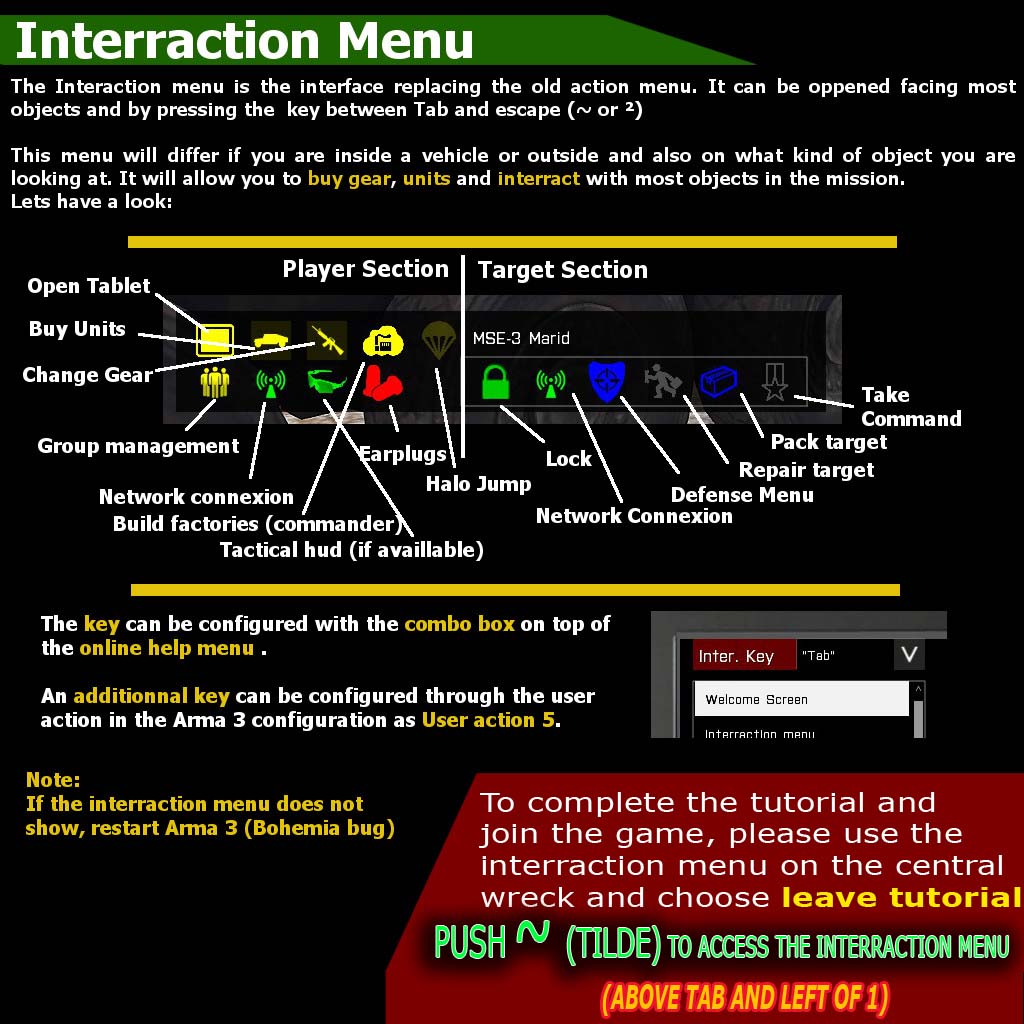 Interraction Menu
The Interaction menu is the interface replacing the old action menu. It can be oppened facing most
objects and by pressing the key between Tab and escape (~ or ²)
This menu will differ if you are inside a vehicle or outside and also on what kind of object you are
looking at. It will allow you to buy gear, units and interract with most objects in the mission.
Lets have a look:
Player Section
Target Section
Open Tablet
Buy Units
Change Gear
MSE-3 Marid
Take
Command
Group management
Earplugs
Lock
Pack target
Repair target
Halo Jump
Network connexion
Defense Menu
Build factories (commander)
Network Connexion
Tactical hud (if availlable)
The key can be configured with the combo box on top of
the online help menu .
An additionnal key can be configured through the user
action in the Arma 3 configuration as User action 5.
Inter. Key "Tab" V
Welcome Screen
Interraction menu
Note:
If the interraction menu does not
show, restart Arma 3 (Bohemia bug)
To complete the tutorial and
join the game, please use the
interraction menu on the central
wreck and choose leave tutorial
PUSH ~ (TILDE) TO ACCESS THE INTERRACTION MENU
(ABOVE TAB AND LEFT OF 1)